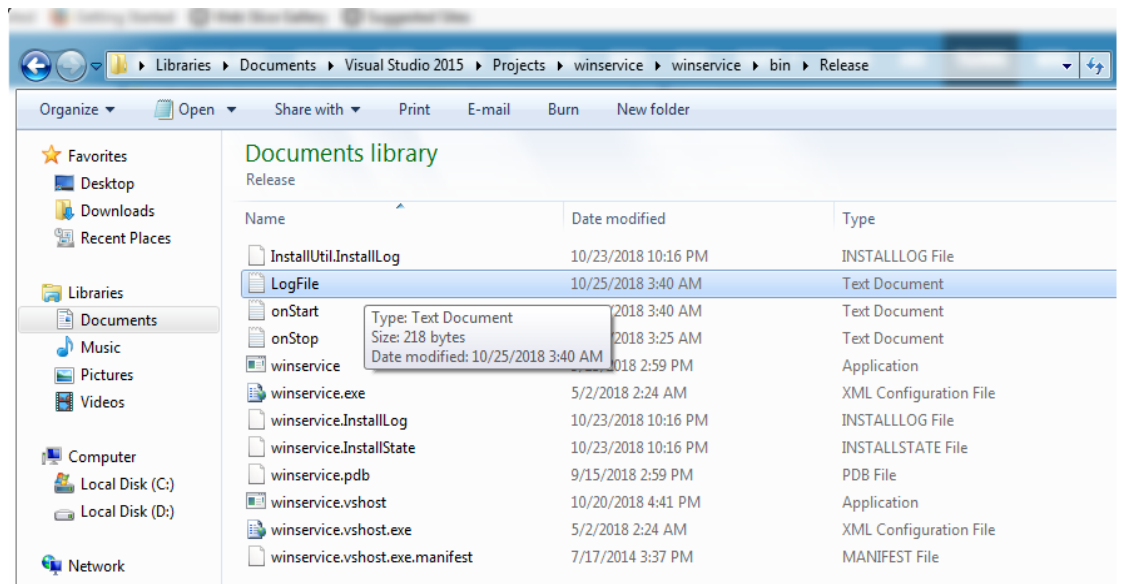 Libraries Documents Visual Studio 2015 Projects winservice winservice bin Release
Organize Open Share with Print E-mail Burn New folder
Favorites
Desktop
Downloads
Recent Places
Libraries
Documents
Music
Pictures
Videos
Computer
Local Disk (C:)
Local Disk (D:)
Network
Documents library
Release
Name Date modified Type
InstallUtil.InstallLog 10/23/2018 10:16 PM INSTALLLOG File
LogFile 10/25/2018 3:40 AM Text Document
onStart 2018 3:40 AM Text Document
onStop 2018 3:25 AM Text Document
winservice 2018 2:59 PM Application
winservice.exe 5/2/2018 2:24 AM XML Configuration File
winservice.InstallLog 10/23/2018 10:16 PM INSTALLLOG File
winservice.InstallState 10/23/2018 10:16 PM INSTALLSTATE File
winservice.pdb 9/15/2018 2:59 PM PDB File
winservice.vshost 10/20/2018 4:41 PM Application
winservice.vshost.exe 5/2/2018 2:24 AM XML Configuration File
winservice.vshost.exe.manifest 7/17/2014 3:37 PM MANIFEST File
Type: Text Document
Size: 218 bytes
Date modified: 10/25/2018 3:40 AM